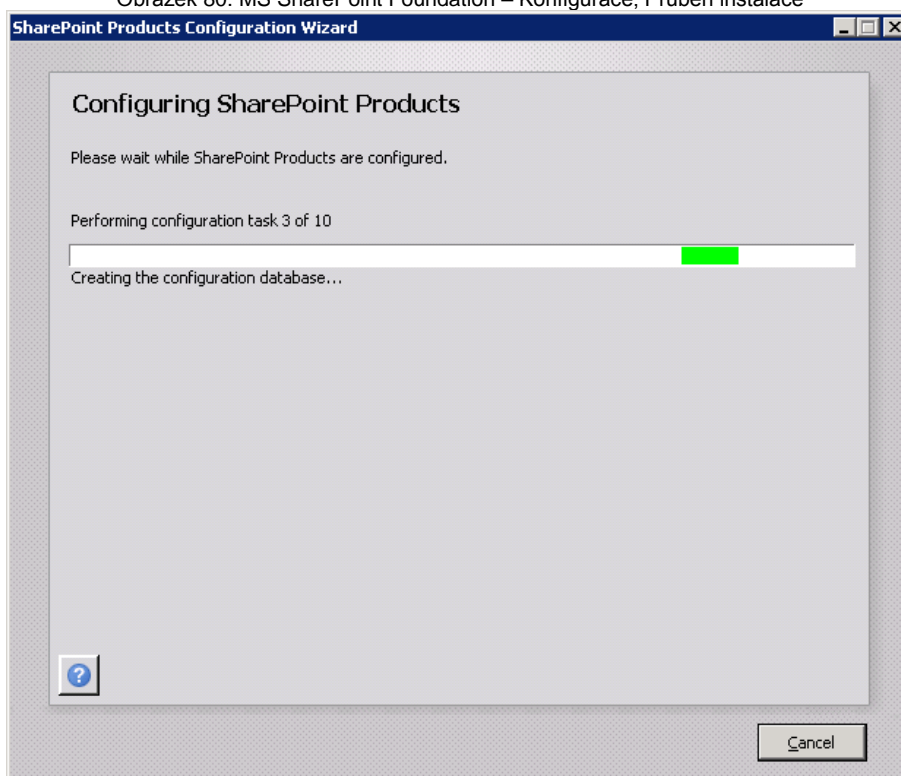 Obrázek 80: MS SharePoint Foundation – Konfigurace, Průběh instalace
SharePoint Products Configuration Wizard
Configuring SharePoint Products
Please wait while SharePoint Products are configured.
Performing configuration task 3 of 10
Creating the configuration database...
Cancel